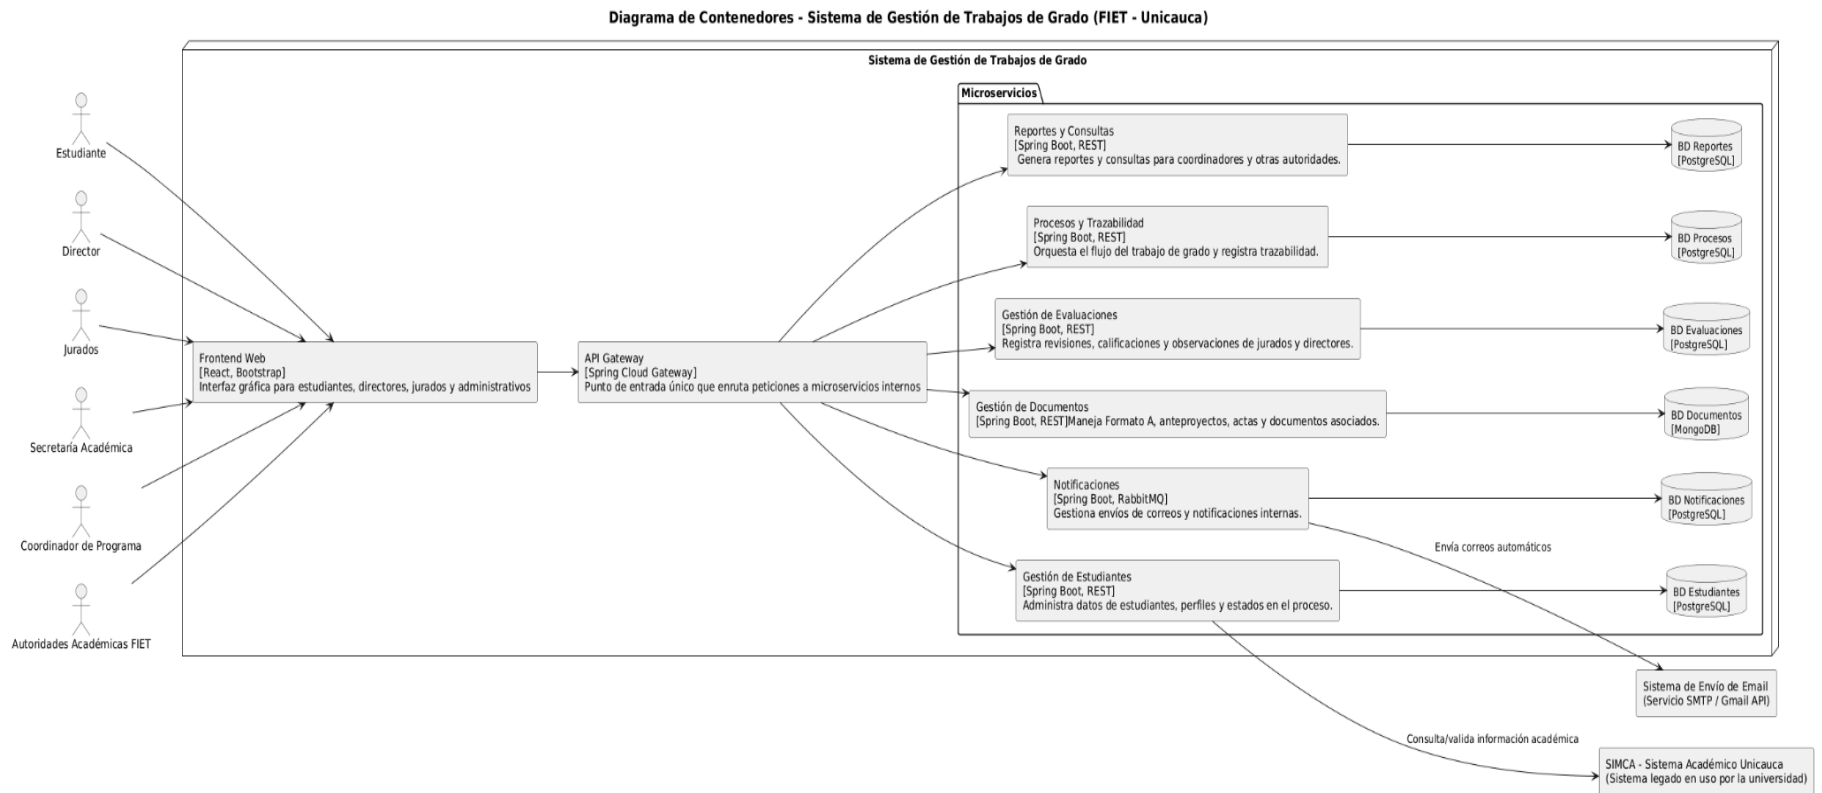 Diagrama de Contenedores - Sistema de Gestión de Trabajos de Grado (FIET - Unicauca)
Sistema de Gestión de Trabajos de Grado
Estudiante
Director
Jurados
Secretaría Académica
Coordinador de Programa
Autoridades Académicas FIET
Frontend Web
[React, Bootstrap]
Interfaz gráfica para estudiantes, directores, jurados y administrativos
API Gateway
[Spring Cloud Gateway]
Punto de entrada único que enruta peticiones a microservicios internos
Microservicios
Reportes y Consultas
[Spring Boot, REST]
Genera reportes y consultas para coordinadores y otras autoridades.
BD Reportes
[PostgreSQL]
Procesos y Trazabilidad
[Spring Boot, REST]
Orquesta el flujo del trabajo de grado y registra trazabilidad.
BD Procesos
[PostgreSQL]
Gestión de Evaluaciones
[Spring Boot, REST]
Registra revisiones, calificaciones y observaciones de jurados y directores.
BD Evaluaciones
[PostgreSQL]
Gestión de Documentos
[Spring Boot, REST]Maneja Formato A, anteproyectos, actas y documentos asociados.
BD Documentos
[MongoDB]
Notificaciones
[Spring Boot, RabbitMQ]
Gestiona envíos de correos y notificaciones internas.
BD Notificaciones
[PostgreSQL]
Envía correos automáticos
Gestión de Estudiantes
[Spring Boot, REST]
Administra datos de estudiantes, perfiles y estados en el proceso.
BD Estudiantes
[PostgreSQL]
Sistema de Envío de Email
(Servicio SMTP / Gmail API)
Consulta/valida información académica
SIMCA - Sistema Académico Unicauca
(Sistema legado en uso por la universidad)